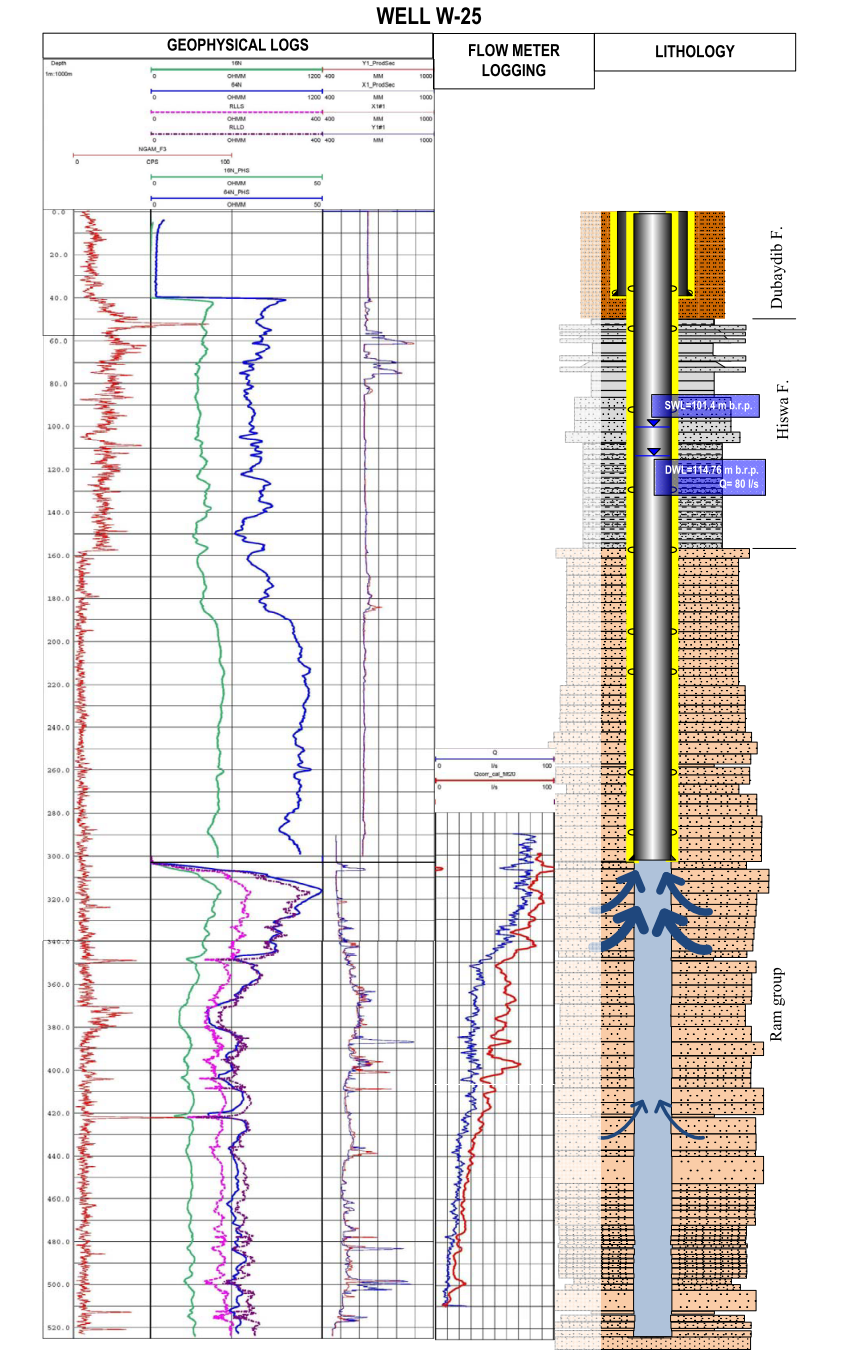 WELL W-25
GEOPHYSICAL LOGS
FLOW METER
LOGGING
LITHOLOGY
Depth
1m:1000m
16N
0 OHMM 1200
64N
0 OHMM 1200
RLLS
0 OHMM 400
RLLD
0 OHMM 400
Y1_ProdSec
400 MM 1000
X1_ProdSec
400 MM 1000
X1#1
400 MM 1000
Y1#1
400 MM 1000
NGAM_F3
0 CPS 100
16N_PHS
0 OHMM 50
64N_PHS
0 OHMM 50
0.0
20.0
40.0
60.0
80.0
100.0
120.0
140.0
160.0
180.0
200.0
220.0
240.0
260.0
280.0
300.0
320.0
340.0
360.0
380.0
400.0
420.0
440.0
460.0
480.0
500.0
520.0
Q
0 l/s 100
0 l/s 100
Dubaydib F.
Hiswa F.
Ram group
SWL=101.4 m b.r.p.
DWL=114.76 m b.r.p.
Q= 80 l/s